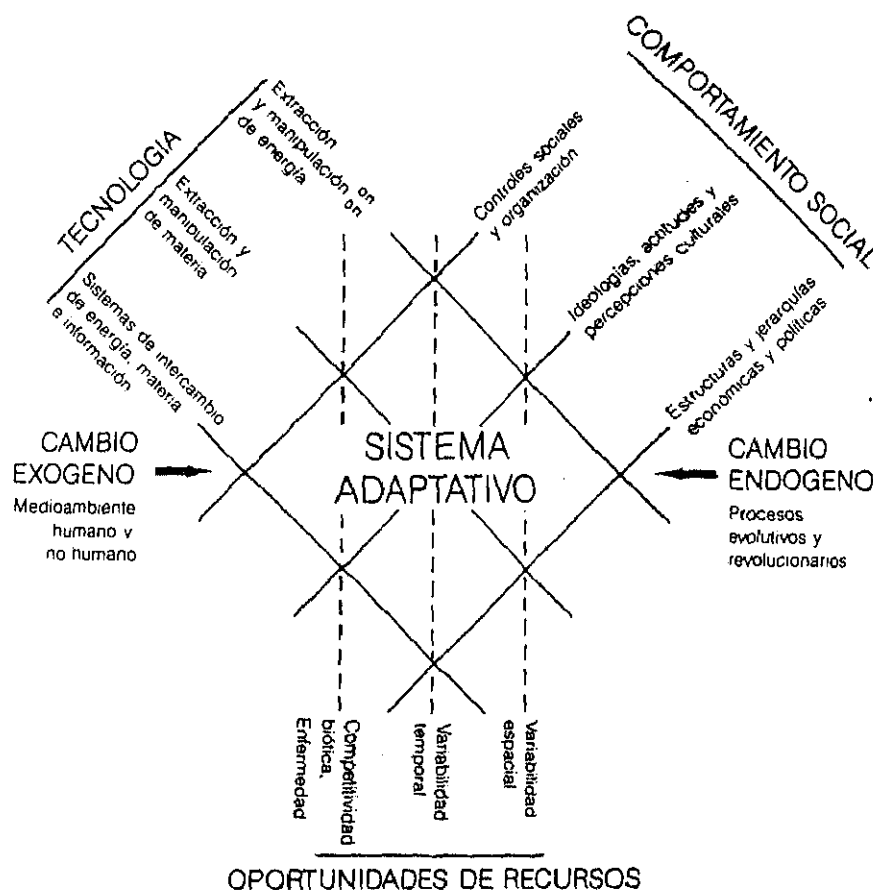 TECNOLOGIA
Extracción
y manipulación on
de energía on
Extracción y
manipulación
de materia
Sistemas de intercambio
de energía, materia
e información
COMPORTAMIENTO SOCIAL
Controles sociales
y organización
Ideologías, actitudes y
percepciones culturales
Estructuras y jerarquías
económicas y políticas
CAMBIO
EXOGENO
Medioambiente
humano y
no humano
SISTEMA
ADAPTATIVO
CAMBIO
ENDOGENO
Procesos
evolutivos y
revolucionarios
Competitividad
biótica,
Enfermedad
Variabilidad
temporal
Variabilidad
espacial
OPORTUNIDADES DE RECURSOS